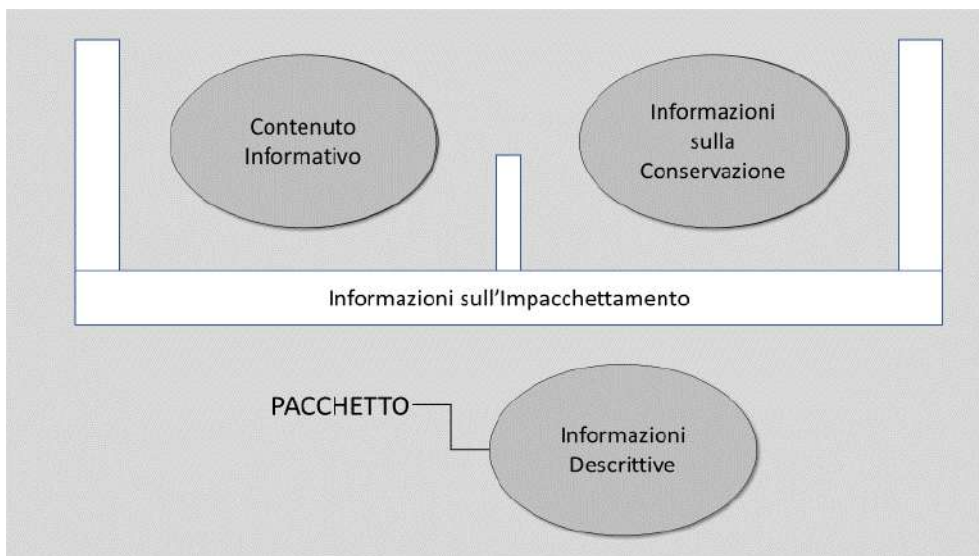 Contenuto
Informativo
Informazioni
sulla
Conservazione
Informazioni sull'Impacchettamento
PACCHETTO
Informazioni
Descrittive